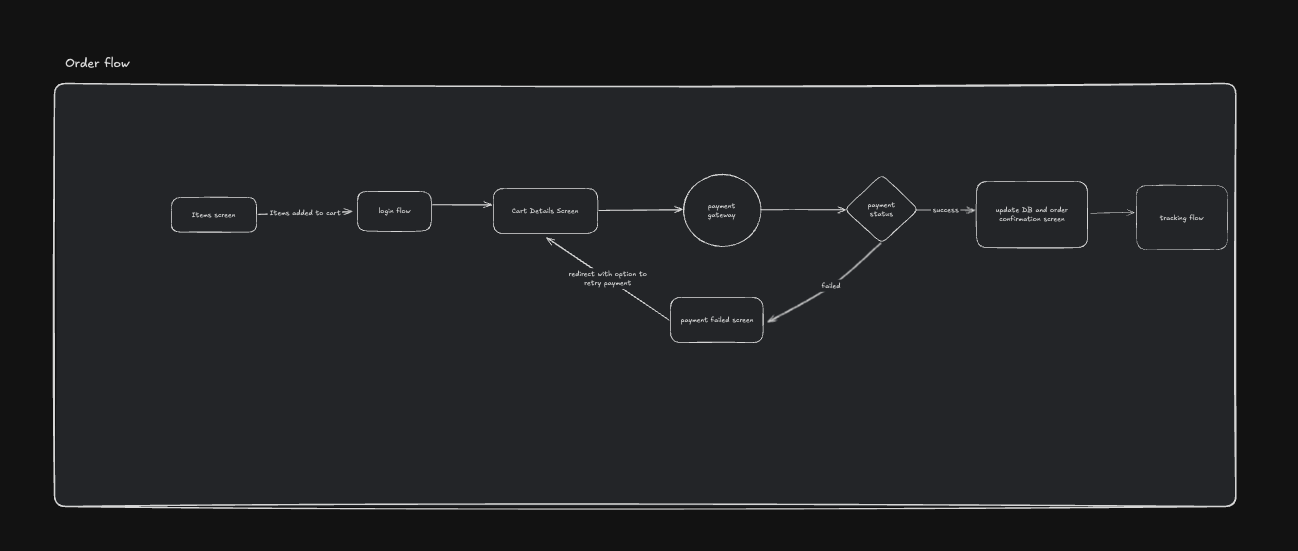 Order flow
Items screen
Items added to cart
login flow
Cart Details Screen
payment
gateway
payment
status
success
update DB and order
confirmation screen
tracking flow
redirect with option to
retry payment
failed
payment failed screen